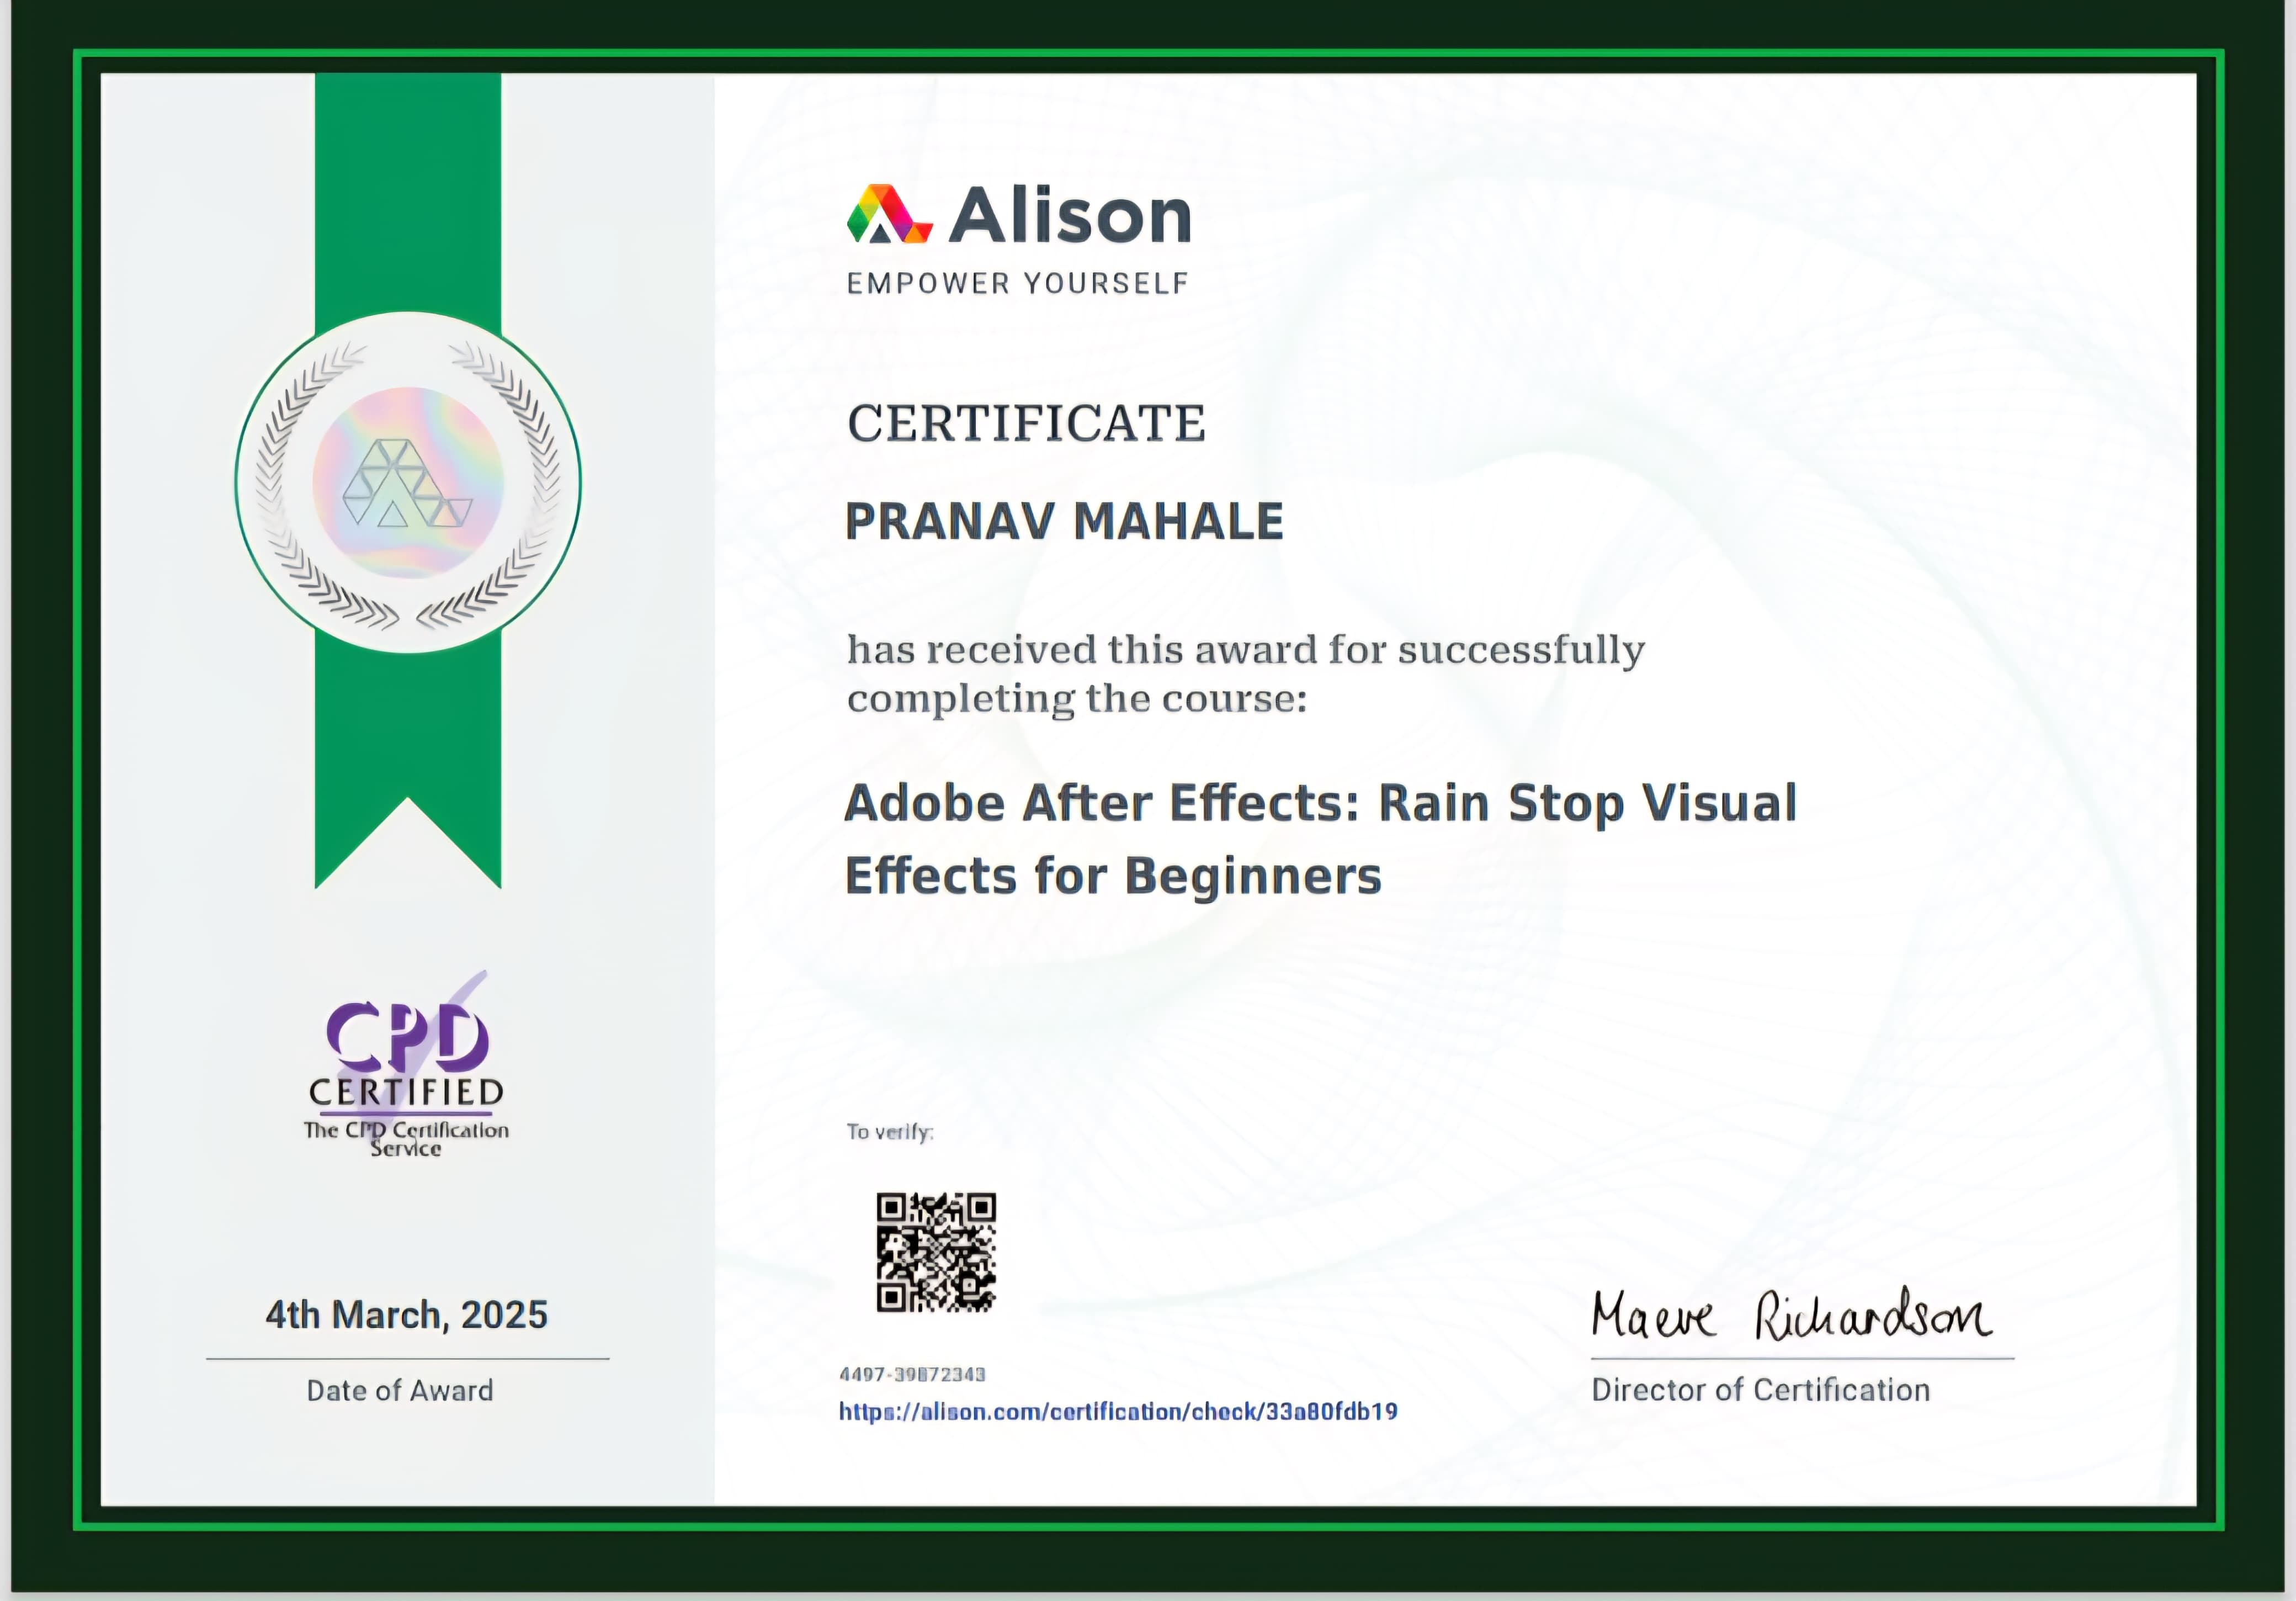 Alison
EMPOWER YOURSELF
CERTIFICATE
PRANAV MAHALE
has received this award for successfully
completing the course:
Adobe After Effects: Rain Stop Visual
Effects for Beginners
CPD
CERTIFIED
The CPD Certification
Service
4th March, 2025
Date of Award
To verify:
4497-39872343
https://alison.com/certification/check/33a80fdb19
Maeve Richardson
Director of Certification